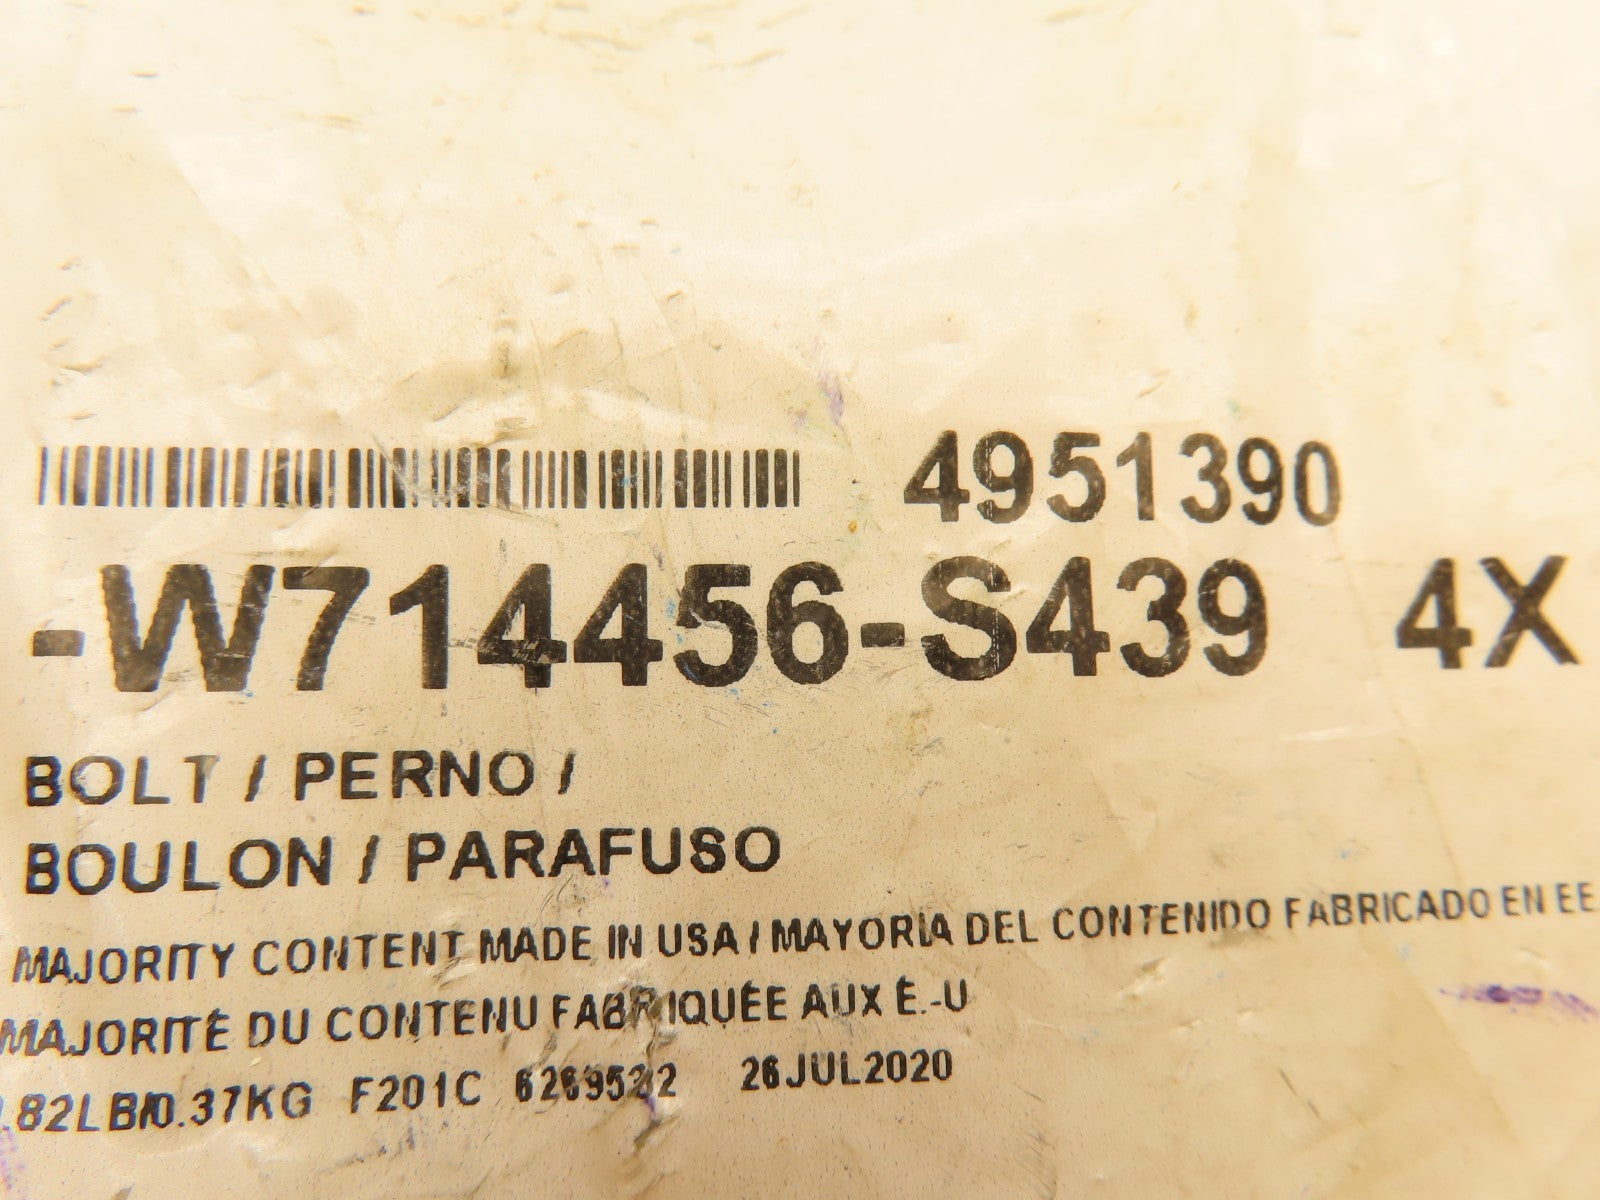 4951390
-W714456-S439 4X
BOLT / PERNO /
BOULON / PARAFUSO
MAJORITY CONTENT MADE IN USA / MAYORIA DEL CONTENIDO FABRICADO EN EE.
MAJORITÉ DU CONTENU FABRIQUÉE AUX É.-U
.82LB/0.37KG F201C 26JUL2020